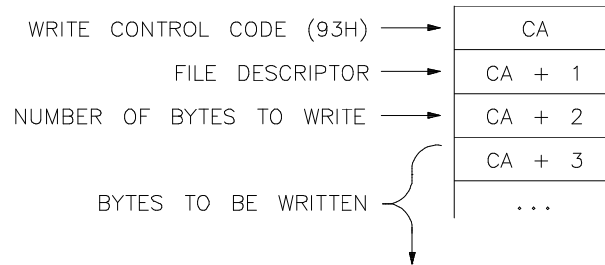 WRITE CONTROL CODE (93H) CA
FILE DESCRIPTOR CA + 1
NUMBER OF BYTES TO WRITE CA + 2
CA + 3
BYTES TO BE WRITTEN ...